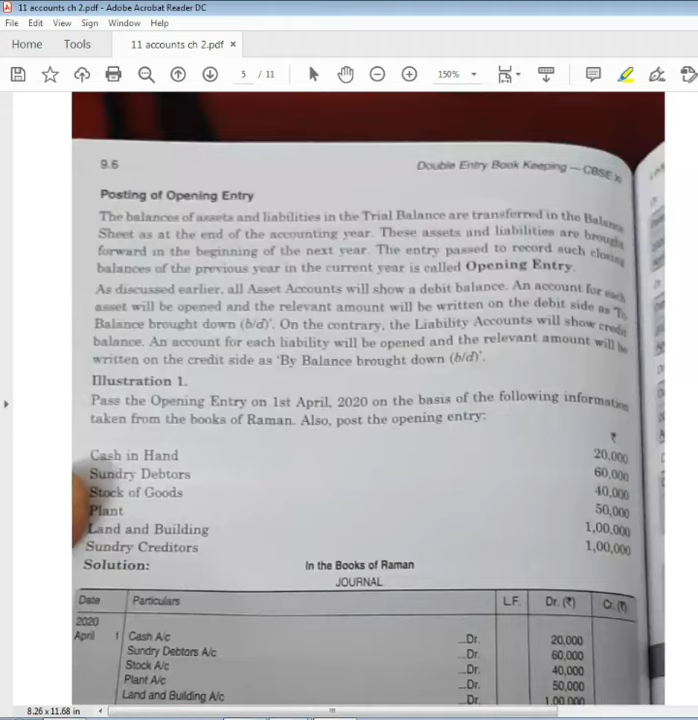 11 accounts ch 2.pdf - Adobe Acrobat Reader DC
File Edit View Sign Window Help
Home Tools 11 accounts ch 2.pdf ×
5 / 11 150%
9.6 Double Entry Book Keeping—CBSE XI
Posting of Opening Entry
The balances of assets and liabilities in the Trial Balance are transferred in the Balance
Sheet as at the end of the accounting year. These assets and liabilities are brought
forward in the beginning of the next year. The entry passed to record such closing
balances of the previous year in the current year is called Opening Entry.
As discussed earlier, all Asset Accounts will show a debit balance. An account for each
asset will be opened and the relevant amount will be written on the debit side as 'To
Balance brought down (b/d)'. On the contrary, the Liability Accounts will show credit
balance. An account for each liability will be opened and the relevant amount will be
written on the credit side as 'By Balance brought down (b/d)'.
Illustration 1.
Pass the Opening Entry on 1st April, 2020 on the basis of the following information
taken from the books of Raman. Also, post the opening entry:
₹
Cash in Hand 20,000
Sundry Debtors 60,000
Stock of Goods 40,000
Plant 50,000
Land and Building 1,00,000
Sundry Creditors 1,00,000
Solution: In the Books of Raman
JOURNAL
Date Particulars L.F. Dr. (₹) Cr. (₹)
2020
April 1 Cash A/c ...Dr. 20,000
Sundry Debtors A/c ...Dr. 60,000
Stock A/c ...Dr. 40,000
Plant A/c ...Dr. 50,000
Land and Building A/c ...Dr. 1,00,000
8.26 x 11.68 in